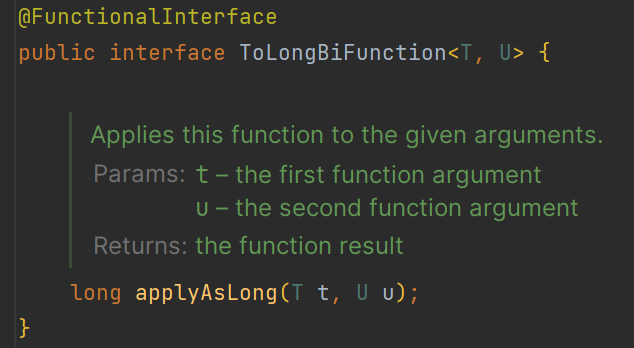 @FunctionalInterface
public interface ToLongBiFunction<T, U> {
Applies this function to the given arguments.
Params: t – the first function argument
u – the second function argument
Returns: the function result
long applyAsLong(T t, U u);
}